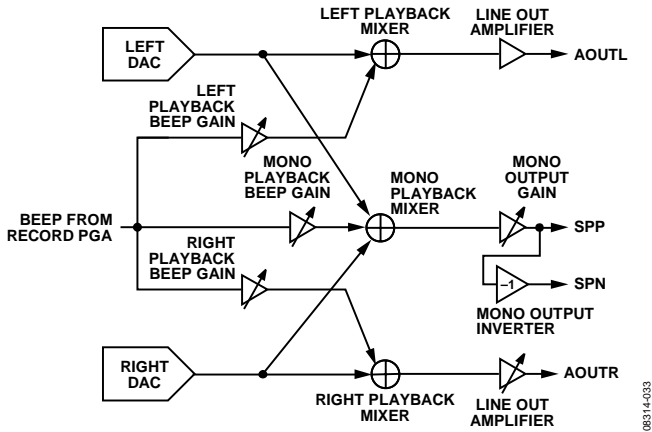 LEFT PLAYBACK
MIXER
LINE OUT
AMPLIFIER
LEFT
DAC
AOUTL
LEFT
PLAYBACK
BEEP GAIN
MONO
PLAYBACK
BEEP GAIN
MONO
PLAYBACK
MIXER
MONO
OUTPUT
GAIN
BEEP FROM
RECORD PGA
SPP
RIGHT
PLAYBACK
BEEP GAIN
–1
SPN
MONO OUTPUT
INVERTER
RIGHT
DAC
AOUTR
RIGHT PLAYBACK
MIXER
LINE OUT
AMPLIFIER
08314-033